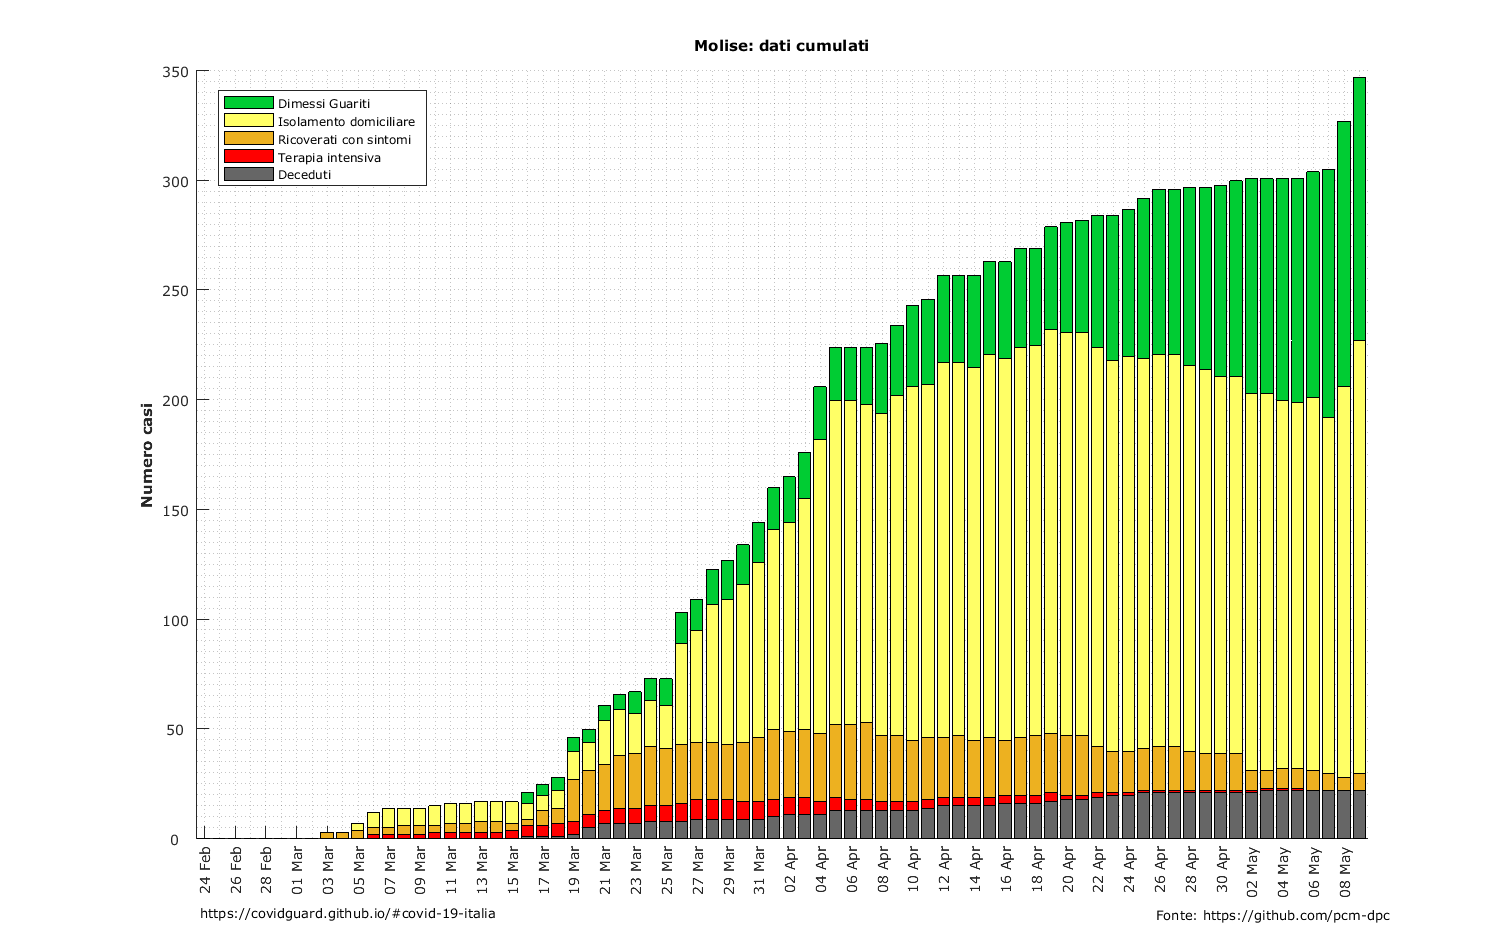 Molise: dati cumulati
350
300
250
200
150
100
50
0
Numero casi
Dimessi Guariti
Isolamento domiciliare
Ricoverati con sintomi
Terapia intensiva
Deceduti
24 Feb
26 Feb
28 Feb
01 Mar
03 Mar
05 Mar
07 Mar
09 Mar
11 Mar
13 Mar
15 Mar
17 Mar
19 Mar
21 Mar
23 Mar
25 Mar
27 Mar
29 Mar
31 Mar
02 Apr
04 Apr
06 Apr
08 Apr
10 Apr
12 Apr
14 Apr
16 Apr
18 Apr
20 Apr
22 Apr
24 Apr
26 Apr
28 Apr
30 Apr
02 May
04 May
06 May
08 May
https://covidguard.github.io/#covid-19-italia
Fonte: https://github.com/pcm-dpc